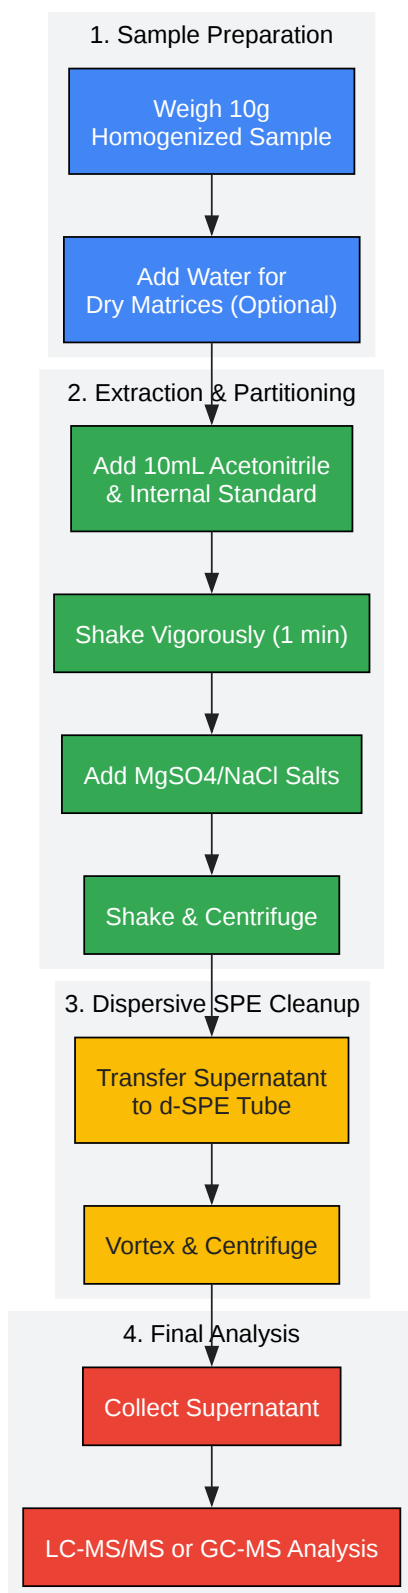 1. Sample Preparation
Weigh 10g
Homogenized Sample
Add Water for
Dry Matrices (Optional)
2. Extraction & Partitioning
Add 10mL Acetonitrile
& Internal Standard
Shake Vigorously (1 min)
Add MgSO4/NaCl Salts
Shake & Centrifuge
3. Dispersive SPE Cleanup
Transfer Supernatant
to d-SPE Tube
Vortex & Centrifuge
4. Final Analysis
Collect Supernatant
LC-MS/MS or GC-MS Analysis